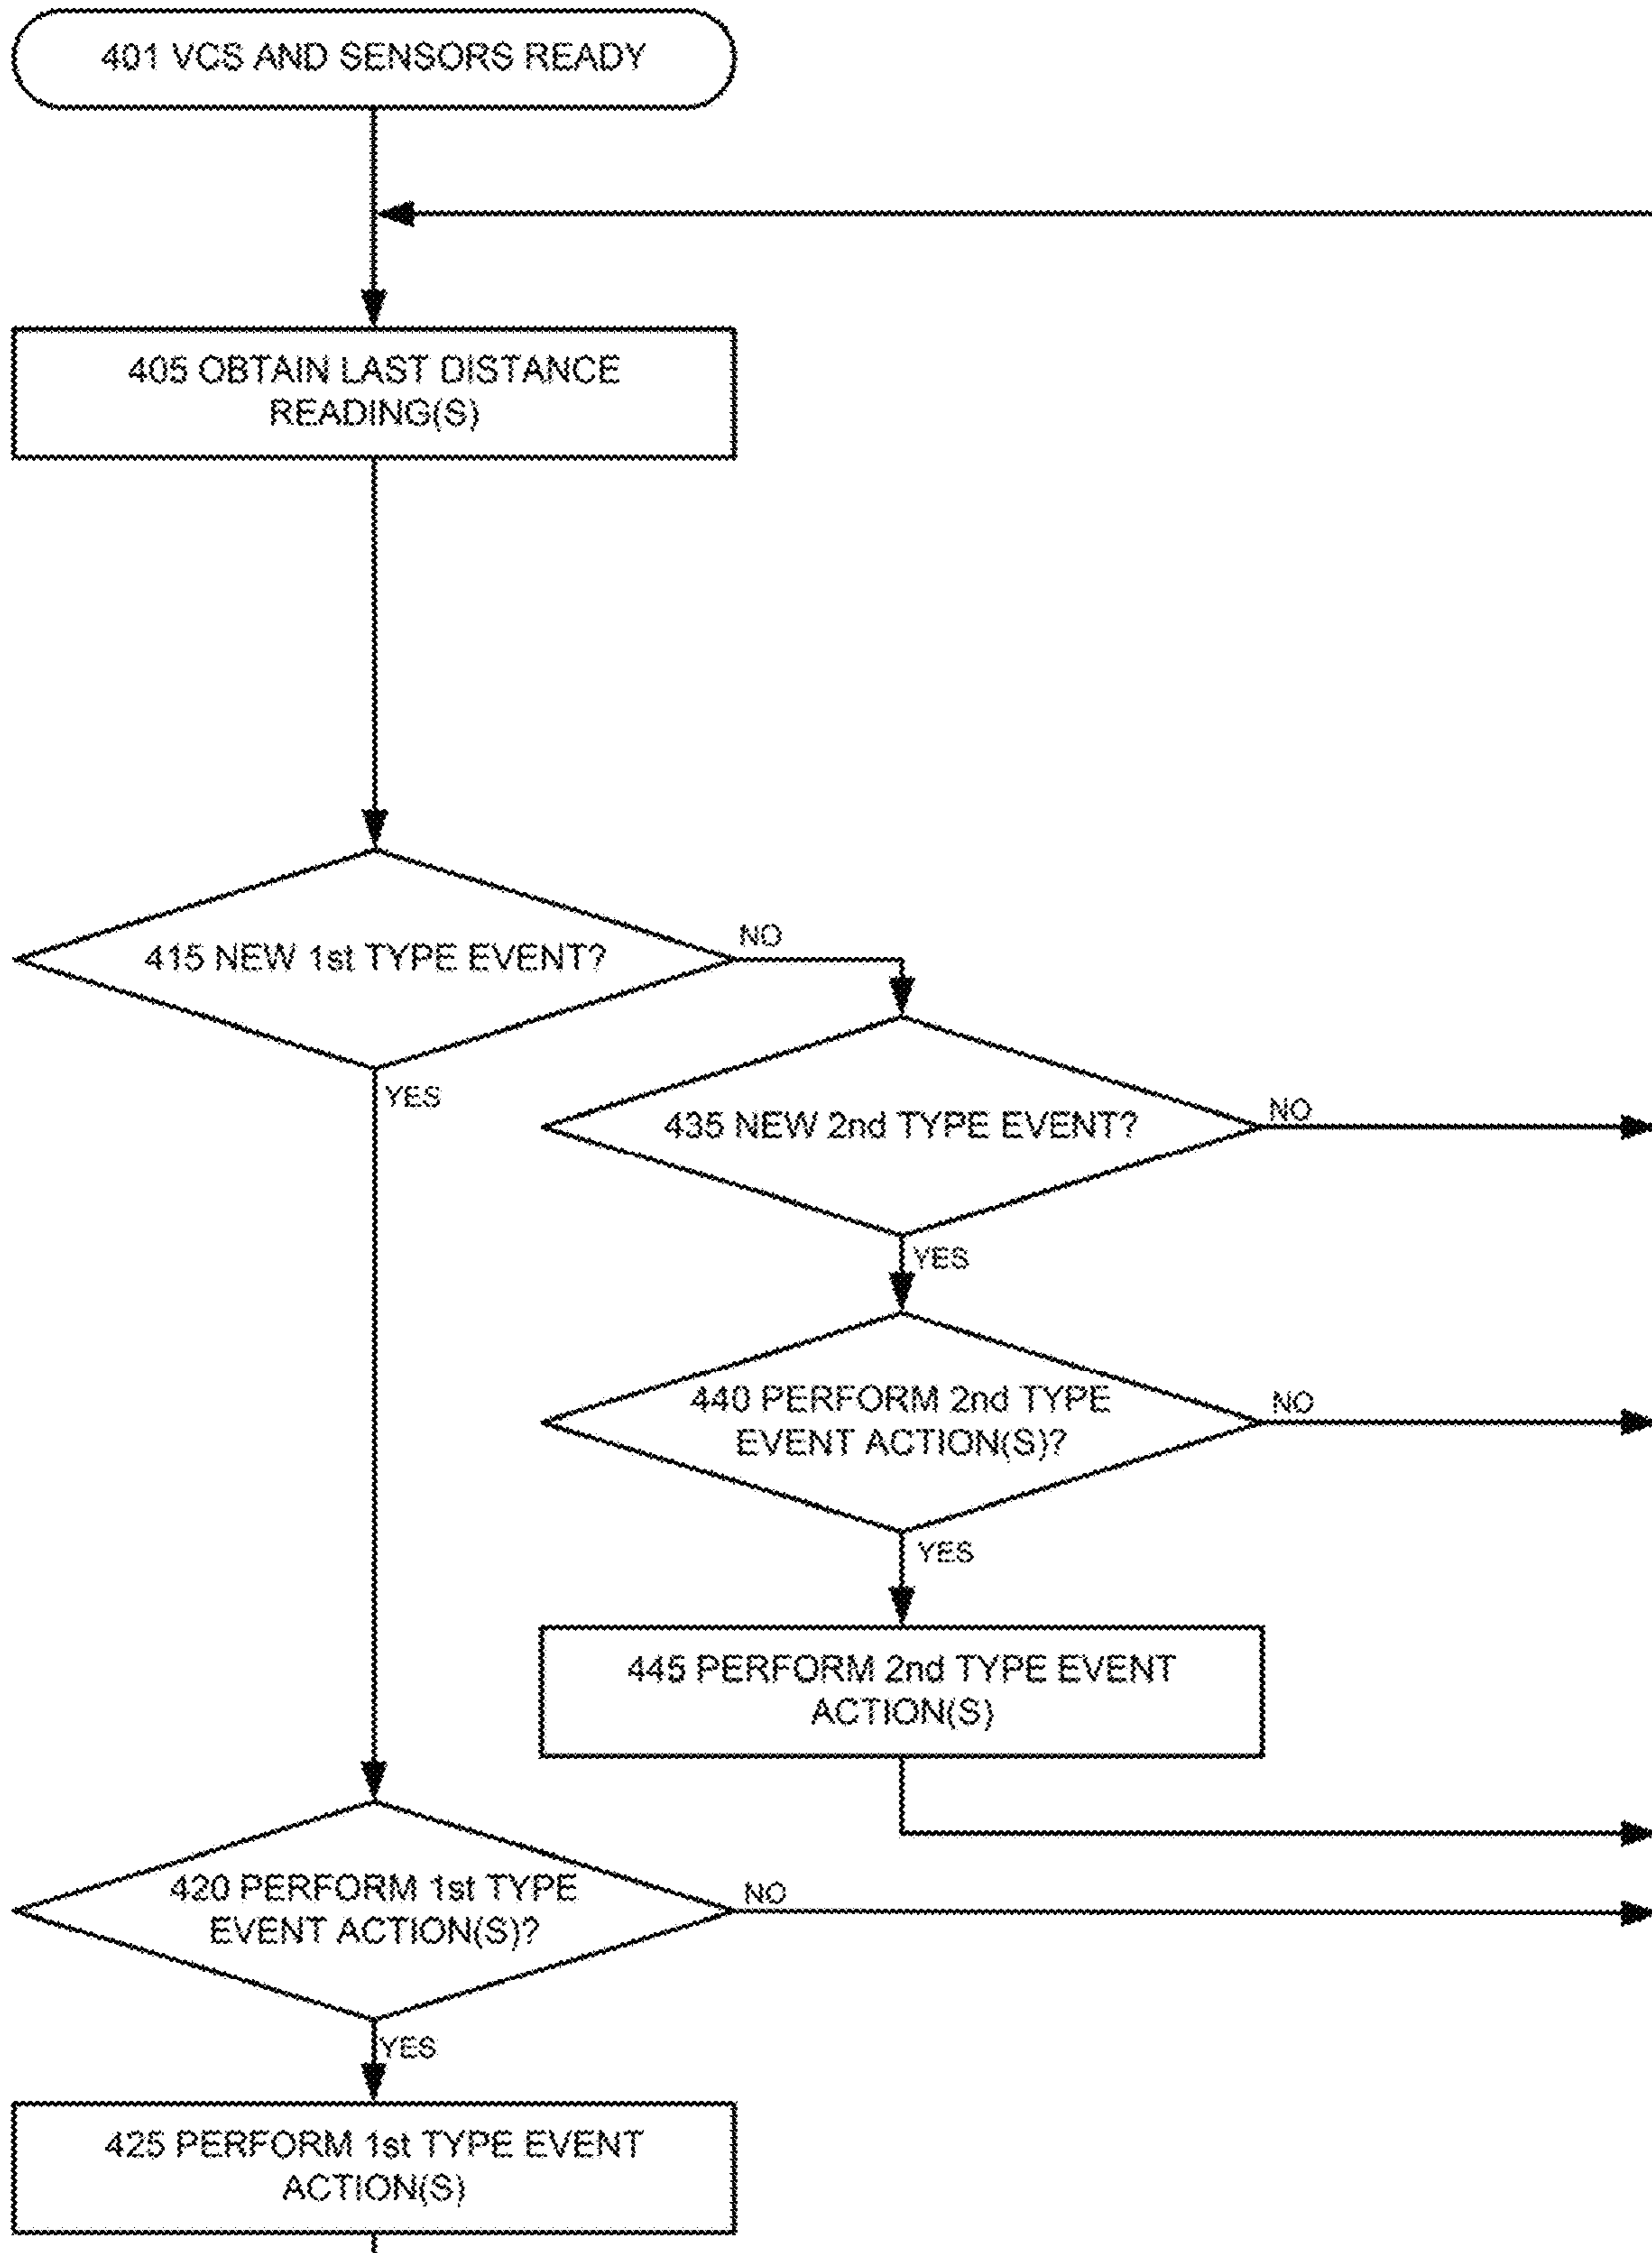 401 VCS AND SENSORS READY
405 OBTAIN LAST DISTANCE
READING(S)
415 NEW 1st TYPE EVENT?
NO
YES
435 NEW 2nd TYPE EVENT?
NO
YES
440 PERFORM 2nd TYPE
EVENT ACTION(S)?
NO
YES
445 PERFORM 2nd TYPE EVENT
ACTION(S)
420 PERFORM 1st TYPE
EVENT ACTION(S)?
NO
YES
425 PERFORM 1st TYPE EVENT
ACTION(S)